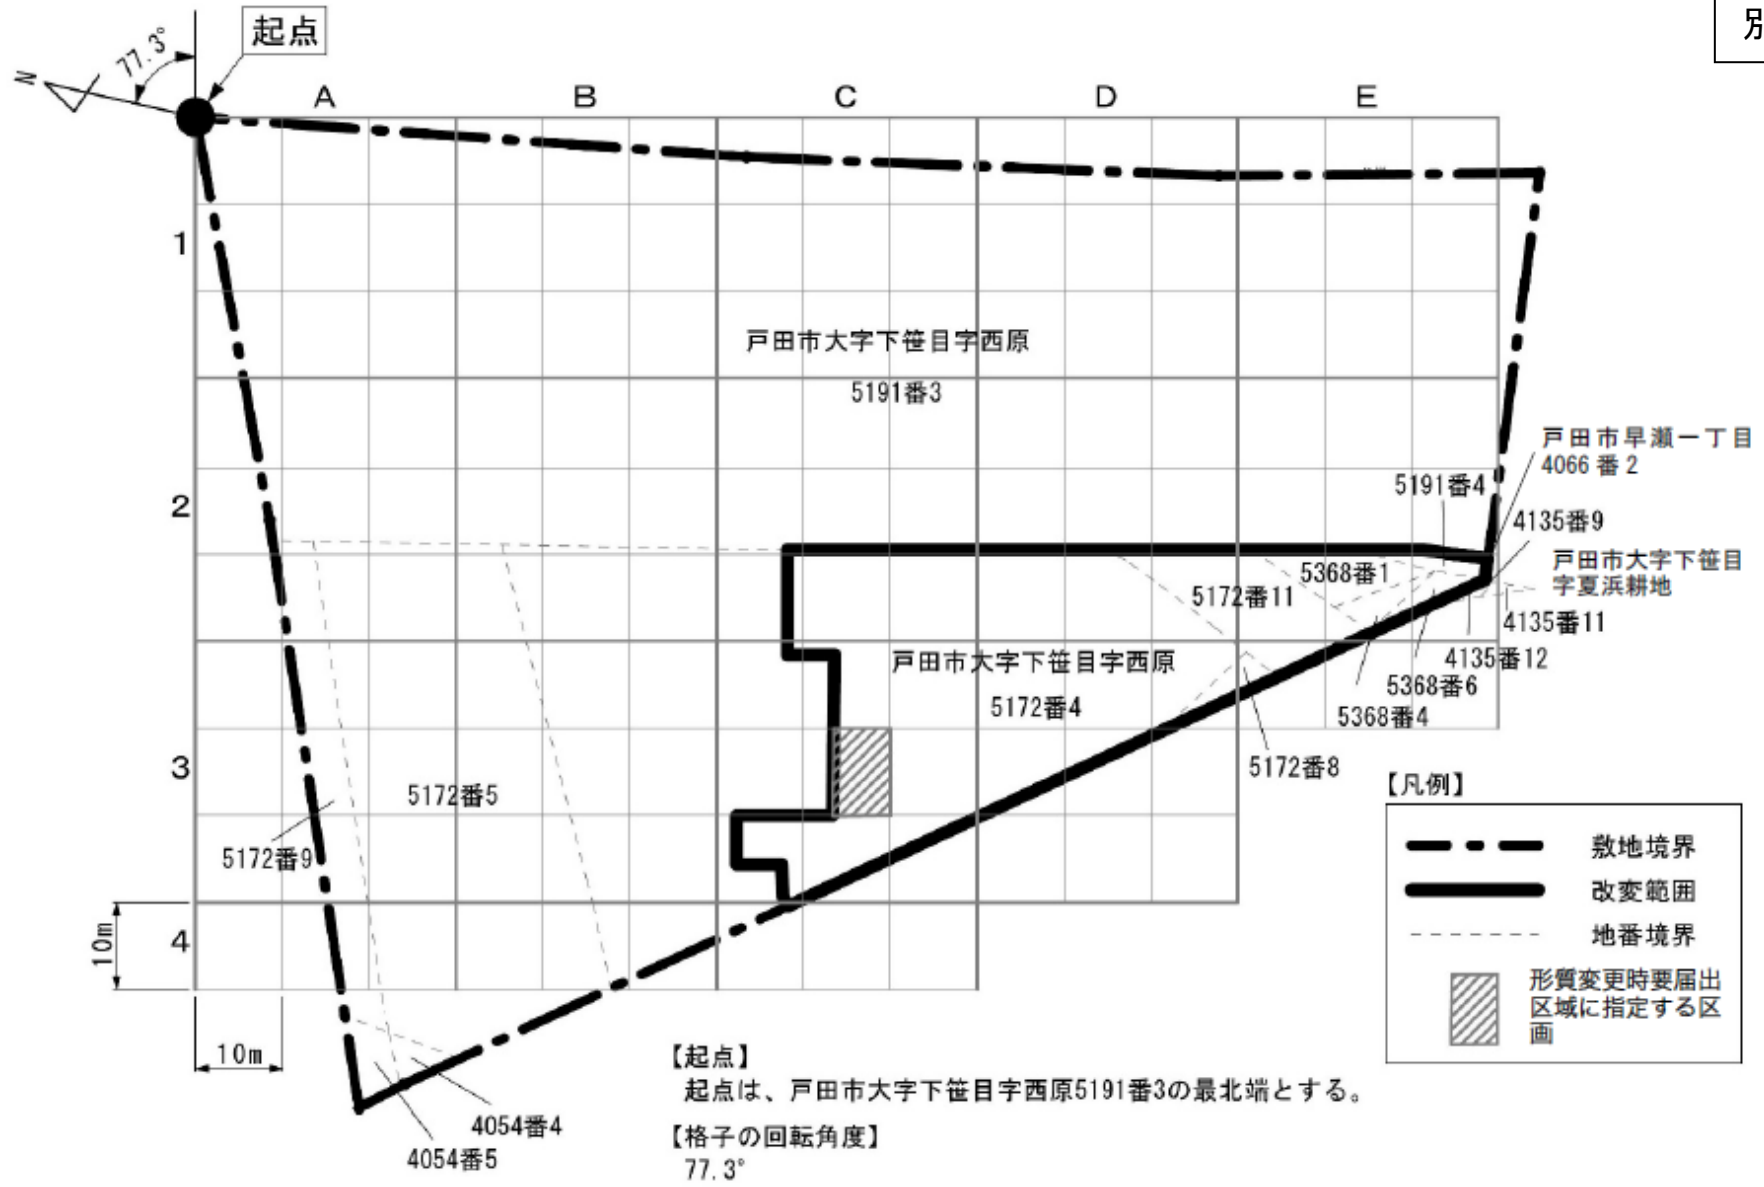 別
起点
77.3°
N
A
B
C
D
E
1
戸田市大字下笹目字西原
5191番3
戸田市早瀬一丁目
4066番2
5191番4
2
4135番9
戸田市大字下笹目
字夏浜耕地
5368番1
5172番11
4135番11
4135番12
戸田市大字下笹目字西原
5368番6
5172番4
5368番4
3
5172番8
5172番5
5172番9
【凡例】
敷地境界
改変範囲
地番境界
形質変更時要届出
区域に指定する区
画
4
10m
10m
【起点】
起点は、戸田市大字下笹目字西原5191番3の最北端とする。
4054番4
4054番5
【格子の回転角度】
77.3°